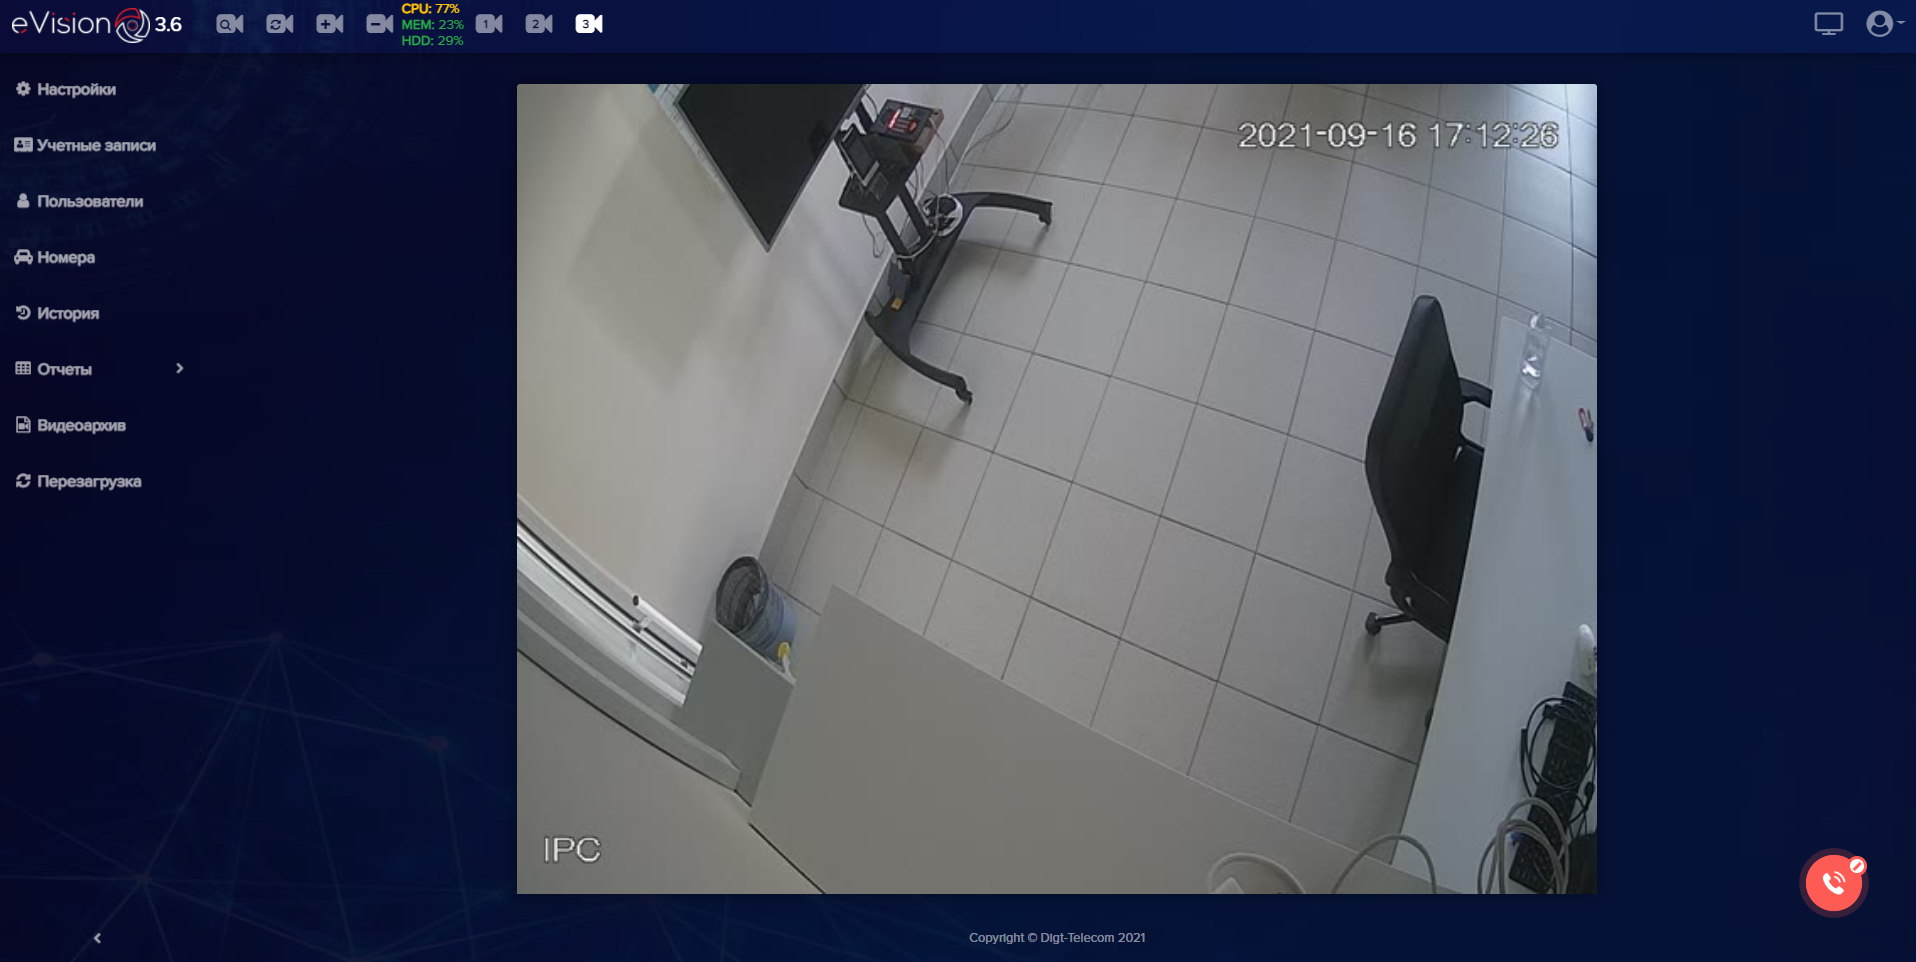 eVision 3.6
CPU: 77%
MEM: 23%
HDD: 29%
1
2
3
Настройки
Учетные записи
Пользователи
Номера
История
Отчеты
Видеоархив
Перезагрузка
2021-09-16 17:12:26
IPC
Copyright © Digt-Telecom 2021